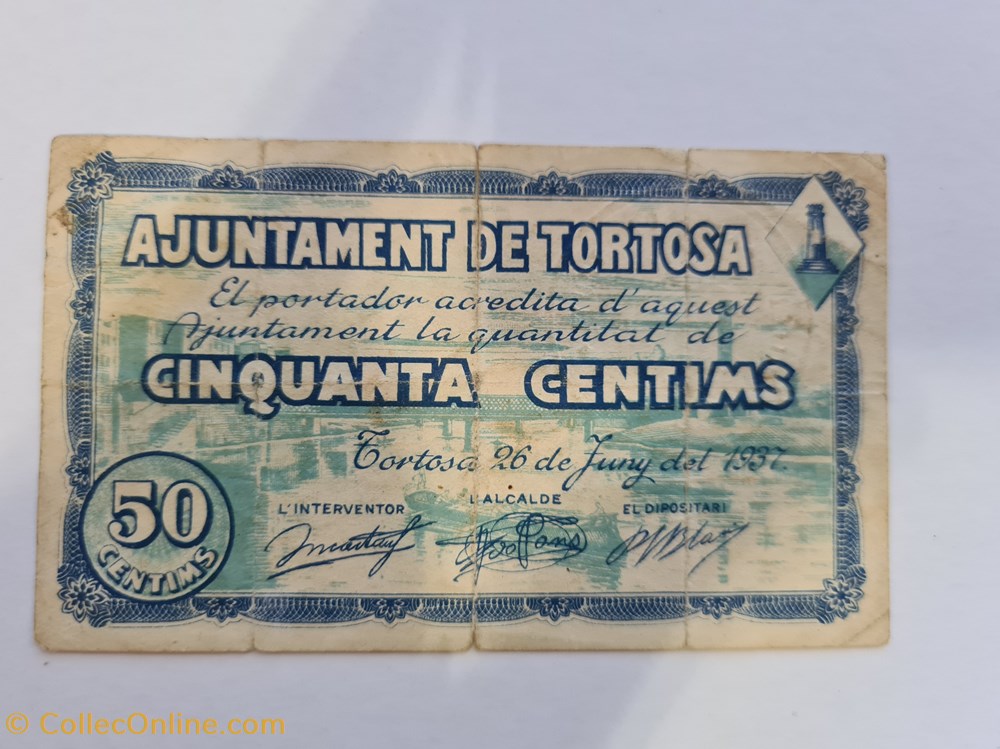 AJUNTAMENT DE TORTOSA
El portador acredita d'aquest
Ajuntament la quantitat de
CINQUANTA CENTIMS
Tortosa 26 de Juny del 1937.
L'INTERVENTOR L'ALCALDE EL DIPOSITARI
50
CENTIMS
© CollecOnline.com